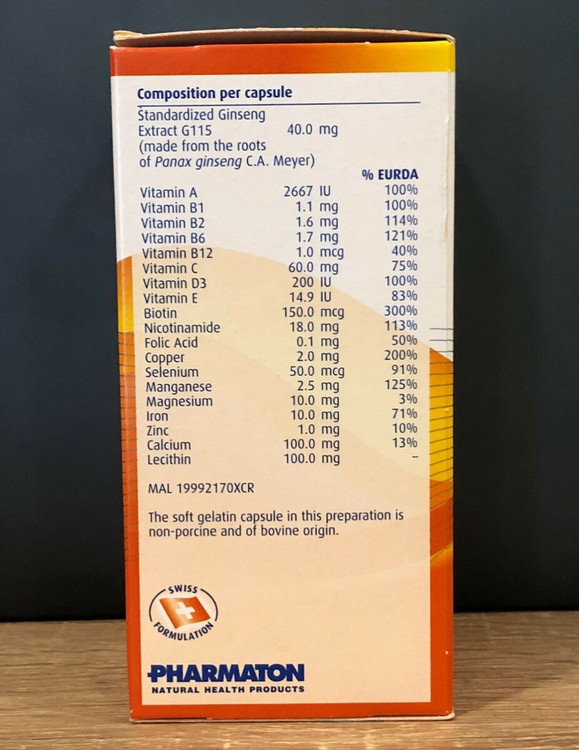 Composition per capsule
Standardized Ginseng
Extract G115 40.0 mg
(made from the roots
of Panax ginseng C.A. Meyer)
% EURDA
Vitamin A 2667 IU 100%
Vitamin B1 1.1 mg 100%
Vitamin B2 1.6 mg 114%
Vitamin B6 1.7 mg 121%
Vitamin B12 1.0 mcg 40%
Vitamin C 60.0 mg 75%
Vitamin D3 200 IU 100%
Vitamin E 14.9 IU 83%
Biotin 150.0 mcg 300%
Nicotinamide 18.0 mg 113%
Folic Acid 0.1 mg 50%
Copper 2.0 mg 200%
Selenium 50.0 mcg 91%
Manganese 2.5 mg 125%
Magnesium 10.0 mg 3%
Iron 10.0 mg 71%
Zinc 1.0 mg 10%
Calcium 100.0 mg 13%
Lecithin 100.0 mg –
MAL 19992170XCR
The soft gelatin capsule in this preparation is
non-porcine and of bovine origin.
SWISS
FORMULATION
PHARMATON
NATURAL HEALTH PRODUCTS